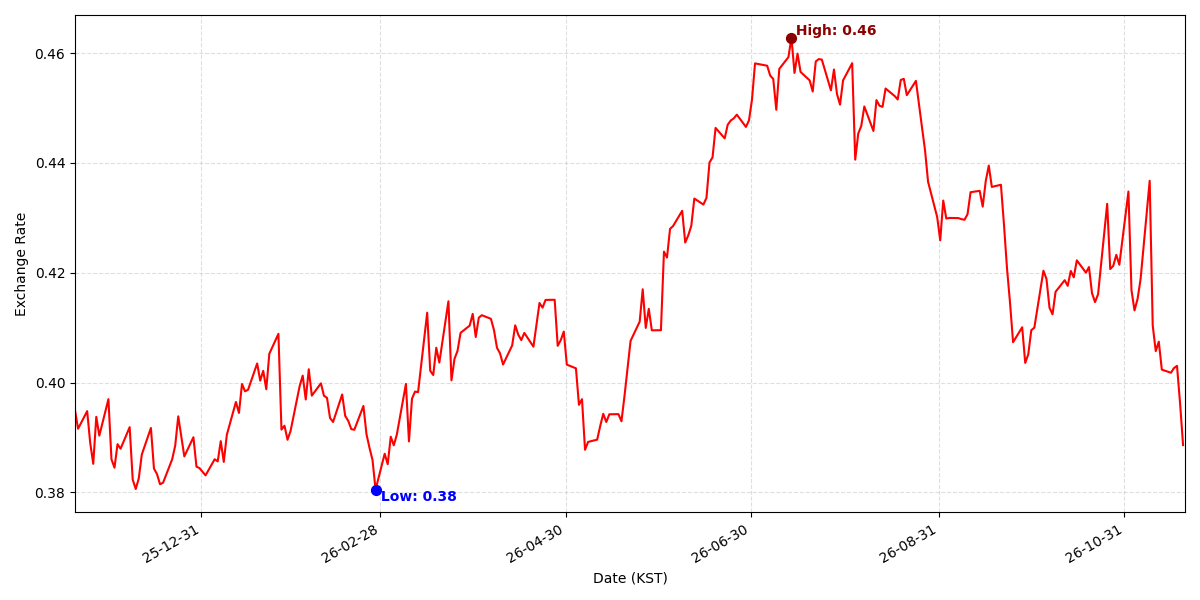 High: 0.46
0.46
0.44
0.42
0.40
0.38
Exchange Rate
Low: 0.38
25-12-31
26-02-28
26-04-30
26-06-30
26-08-31
26-10-31
Date (KST)